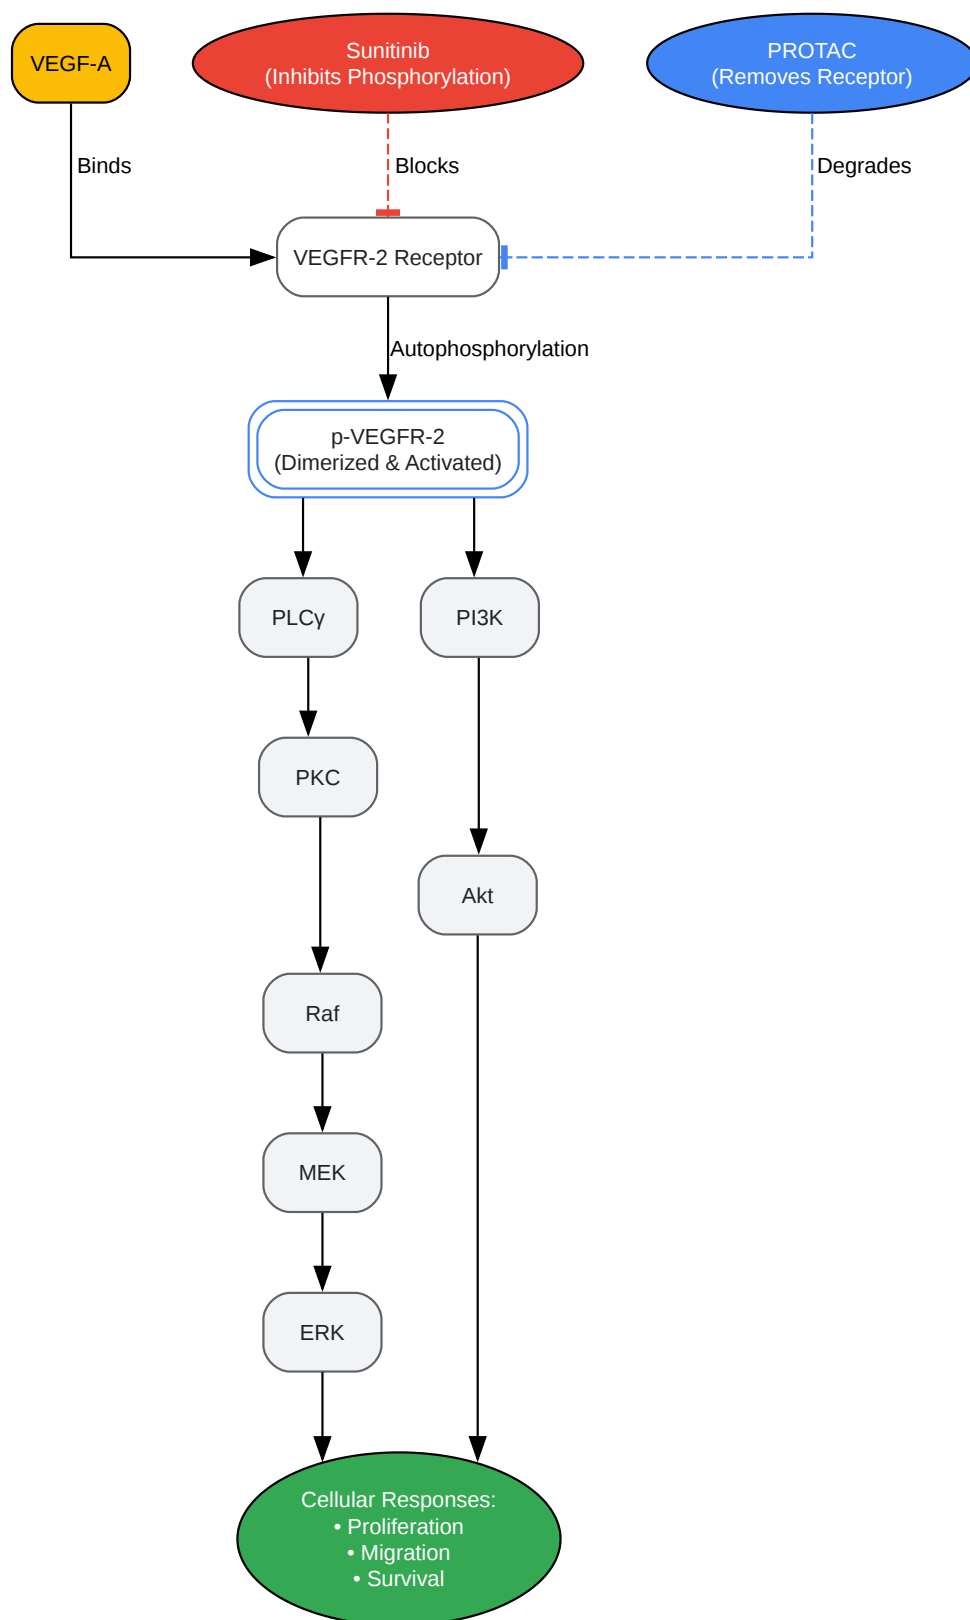 VEGF-A
Sunitinib
(Inhibits Phosphorylation)
PROTAC
(Removes Receptor)
Binds
Blocks
Degrades
VEGFR-2 Receptor
Autophosphorylation
p-VEGFR-2
(Dimerized & Activated)
PLCγ
PI3K
PKC
Akt
Raf
MEK
ERK
Cellular Responses:
• Proliferation
• Migration
• Survival